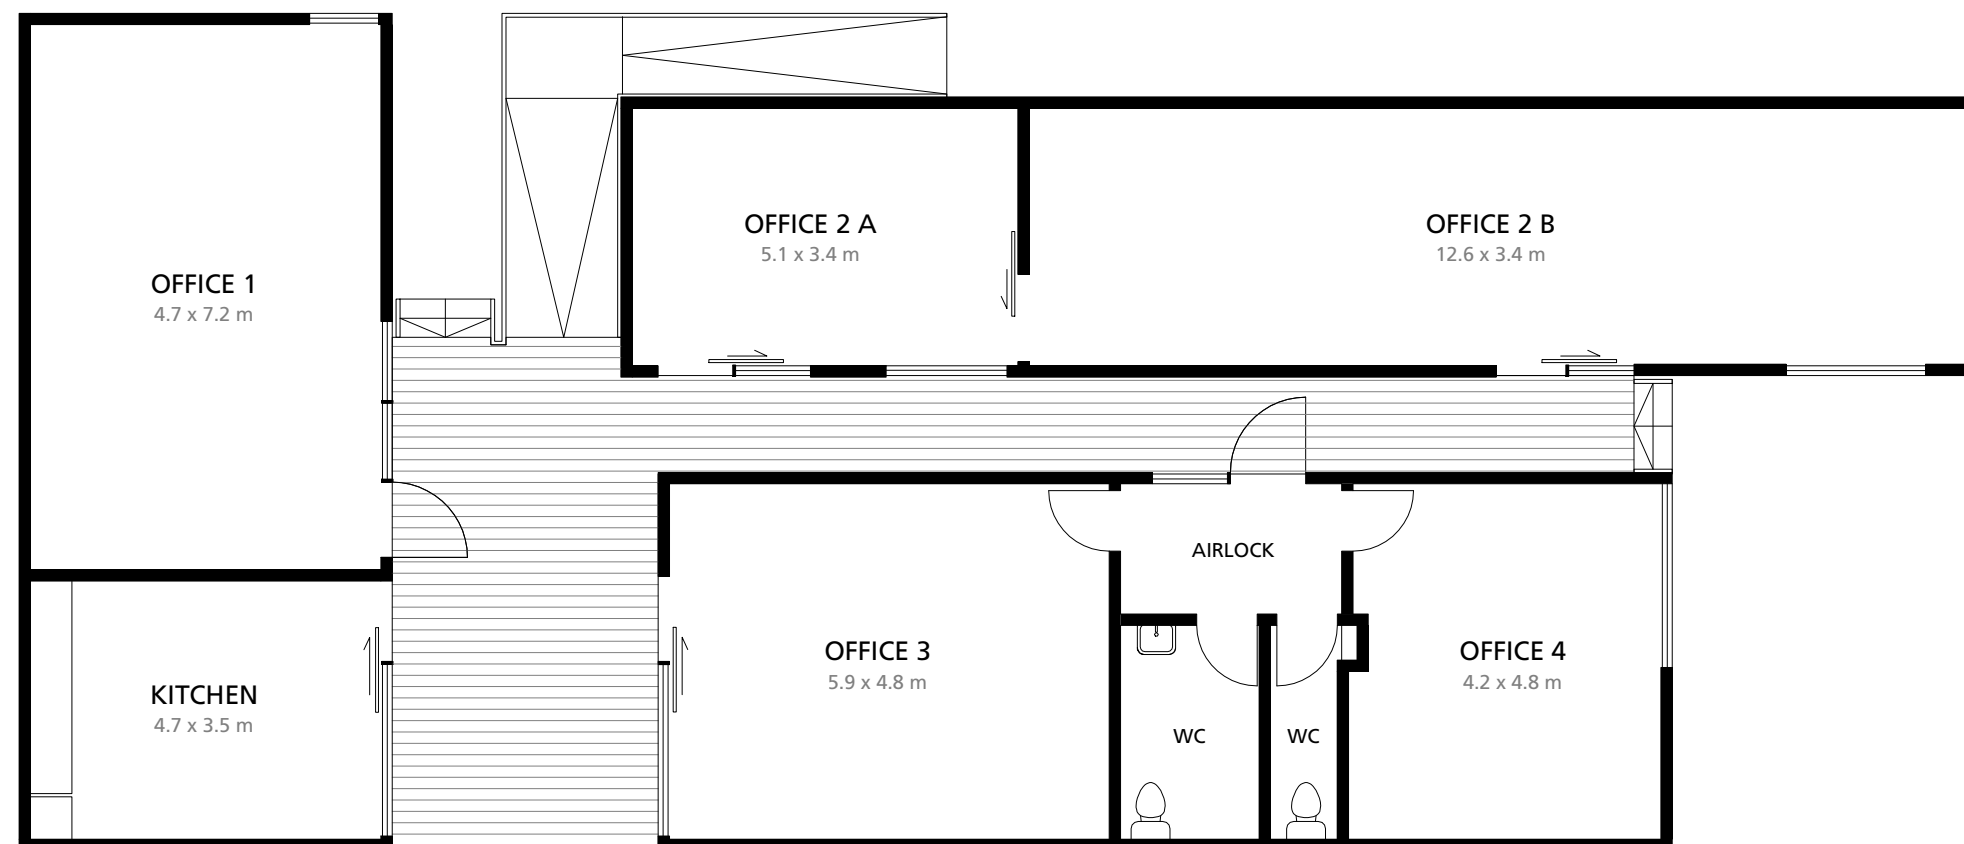 OFFICE 1
4.7 x 7.2 m
OFFICE 2 A
5.1 x 3.4 m
OFFICE 2 B
12.6 x 3.4 m
KITCHEN
4.7 x 3.5 m
OFFICE 3
5.9 x 4.8 m
AIRLOCK
WC
WC
OFFICE 4
4.2 x 4.8 m